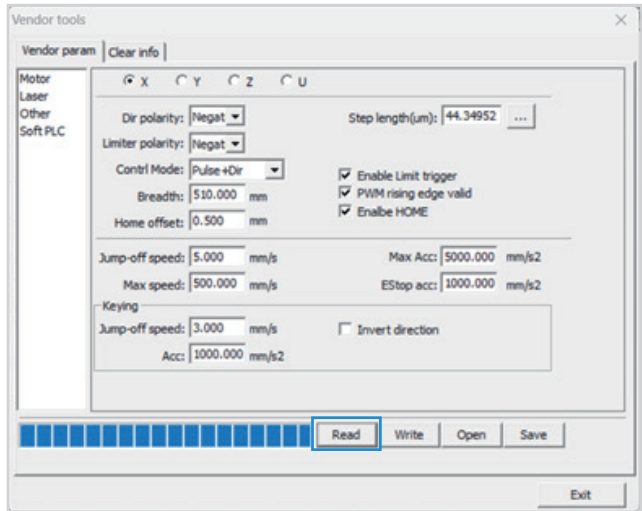 Vendor tools
Vendor param Clear info
Motor
Laser
Other
Soft PLC
X Y Z U
Dir polarity: Negat Step length(um): 44.34952 ...
Limiter polarity: Negat
Contrl Mode: Pulse+Dir Enable Limit trigger
Breadth: 510.000 mm PWM rising edge valid
Home offset: 0.500 mm Enalbe HOME
Jump-off speed: 5.000 mm/s Max Acc: 5000.000 mm/s2
Max speed: 500.000 mm/s EStop acc: 1000.000 mm/s2
Keying
Jump-off speed: 3.000 mm/s Invert direction
Acc: 1000.000 mm/s2
Read Write Open Save
Exit